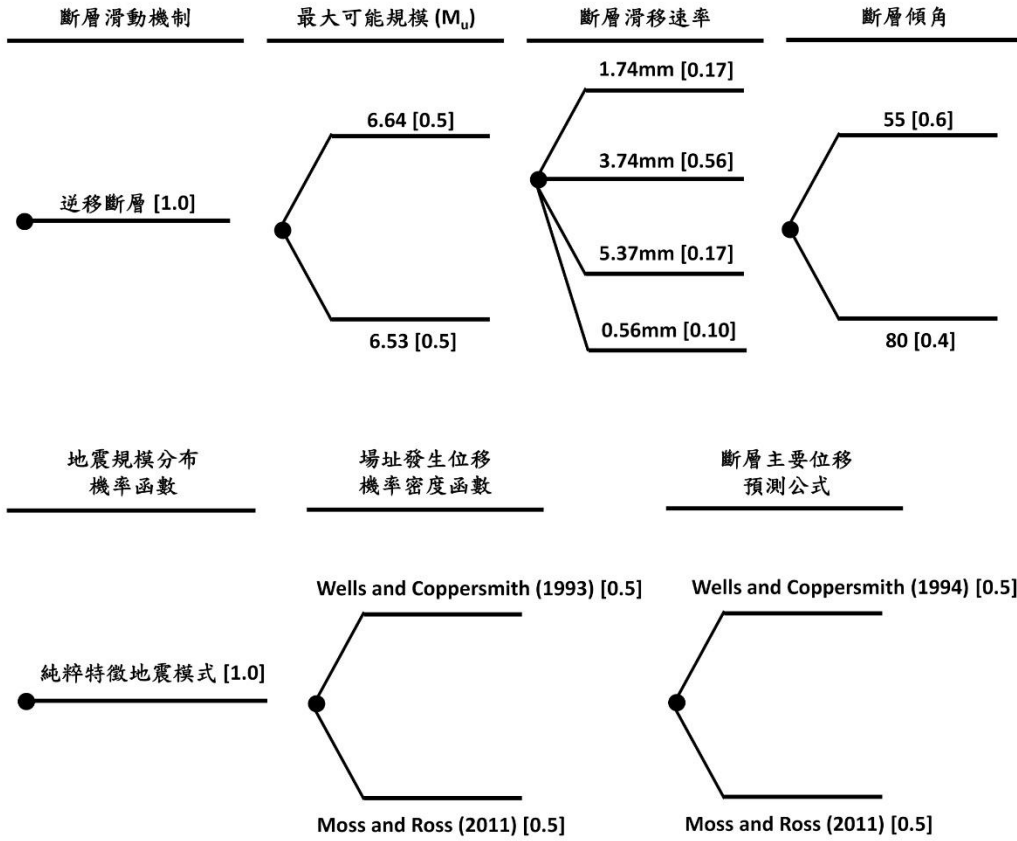 斷層滑動機制
最大可能規模 (Mu)
斷層滑移速率
斷層傾角
1.74mm [0.17]
6.64 [0.5]
55 [0.6]
3.74mm [0.56]
逆移斷層 [1.0]
5.37mm [0.17]
0.56mm [0.10]
6.53 [0.5]
80 [0.4]
地震規模分布
機率函數
場址發生位移
機率密度函數
斷層主要位移
預測公式
Wells and Coppersmith (1993) [0.5]
Wells and Coppersmith (1994) [0.5]
純粹特徵地震模式 [1.0]
Moss and Ross (2011) [0.5]
Moss and Ross (2011) [0.5]